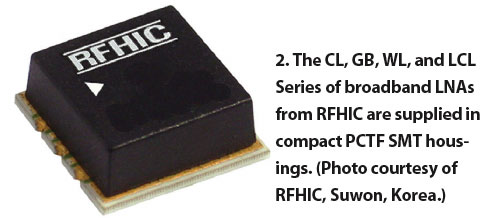 RFHIC
2. The CL, GB, WL, and LCL
Series of broadband LNAs
from RFHIC are supplied in
compact PCTF SMT hous-
ings. (Photo courtesy of
RFHIC, Suwon, Korea.)